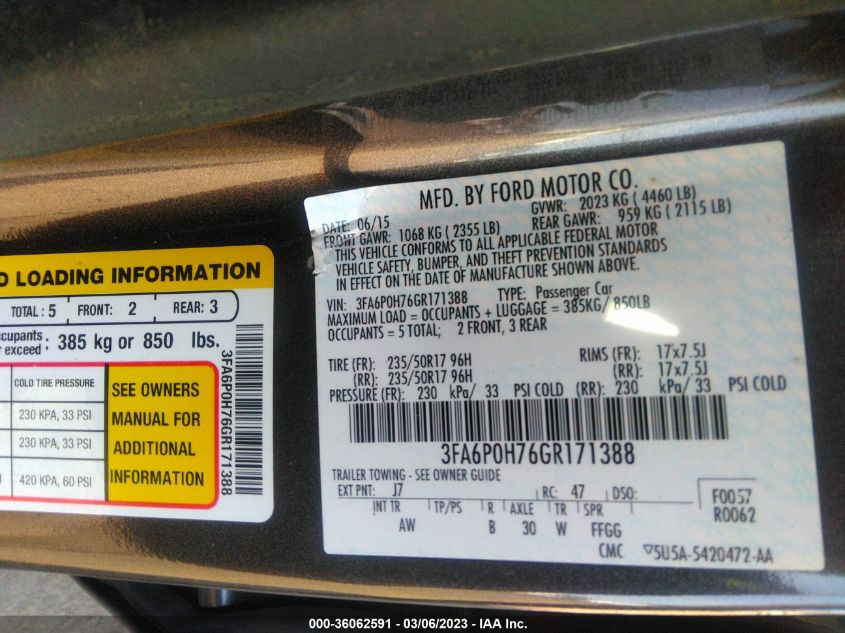 MFD. BY FORD MOTOR CO.
DATE: 06/15 GVWR: 2023 KG ( 4460 LB)
FRONT GAWR: 1068 KG ( 2355 LB) REAR GAWR: 959 KG ( 2115 LB)
THIS VEHICLE CONFORMS TO ALL APPLICABLE FEDERAL MOTOR
VEHICLE SAFETY, BUMPER, AND THEFT PREVENTION STANDARDS
IN EFFECT ON THE DATE OF MANUFACTURE SHOWN ABOVE.
VIN: 3FA6P0H76GR171388 TYPE: Passenger Car
MAXIMUM LOAD = OCCUPANTS + LUGGAGE = 385KG/ 850LB
OCCUPANTS = 5 TOTAL; 2 FRONT, 3 REAR
TIRE (FR): 235/50R17 96H RIMS (FR): 17x7.5J
(RR): 235/50R17 96H (RR): 17x7.5J
PRESSURE (FR): 230 kPa/ 33 PSI COLD (RR): 230 kPa/ 33 PSI COLD
3FA6P0H76GR171388
TRAILER TOWING - SEE OWNER GUIDE
EXT PNT: J7 RC: 47 DSO: F0057
R0062
INT TR TP/PS R AXLE TR SPR
AW B 30 W FFGG
CMC 5U5A-5420472-AA
D LOADING INFORMATION
TOTAL: 5 FRONT: 2 REAR: 3
ccupants
er exceed : 385 kg or 850 lbs.
COLD TIRE PRESSURE
230 KPA, 33 PSI
230 KPA, 33 PSI
420 KPA, 60 PSI
SEE OWNERS
MANUAL FOR
ADDITIONAL
INFORMATION
3FA6P0H76GR171388
000-36062591 - 03/06/2023 - IAA Inc.